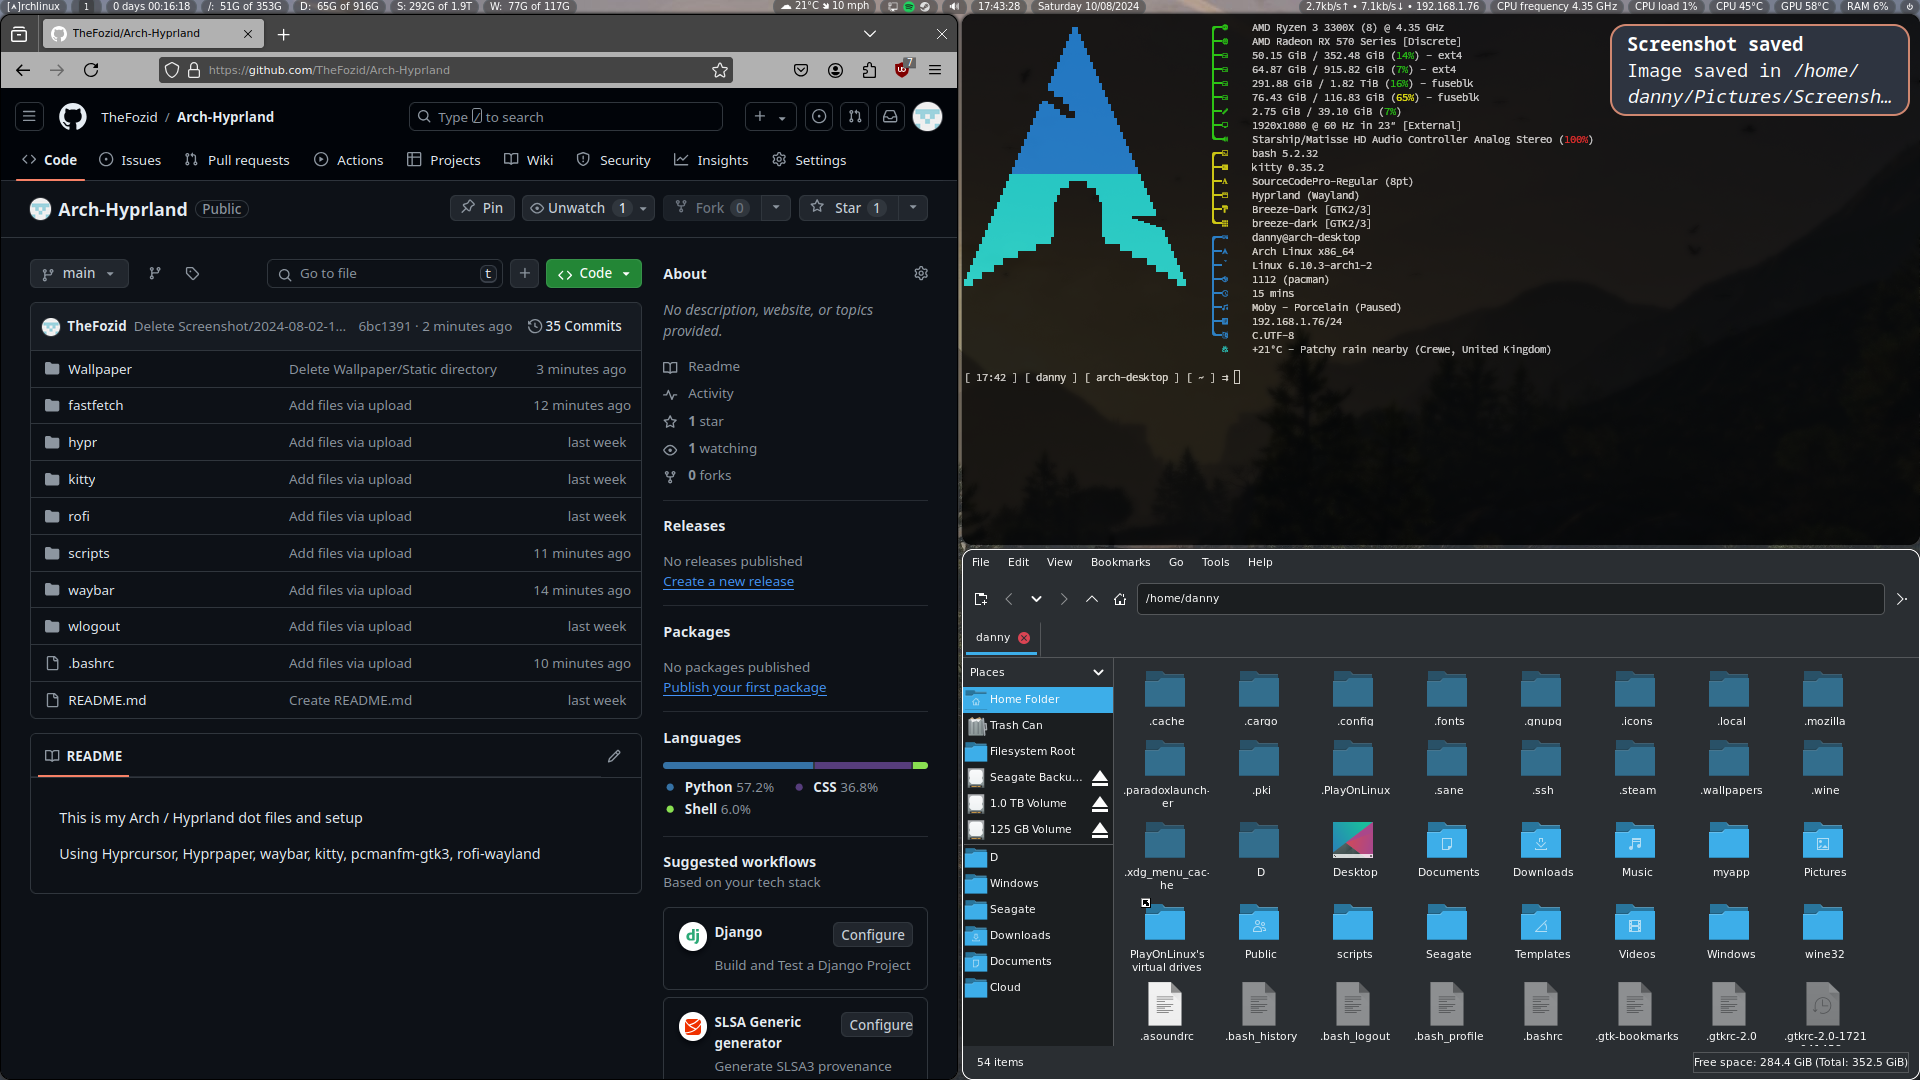 [⋏]rchlinux 1 0 days 00:16:18 /: 51G of 353G D: 65G of 916G S: 292G of 1.9T W: 77G of 117G 21°C 10 mph 17:43:28 Saturday 10/08/2024 2.7kb/s↑ • 7.1kb/s↓ • 192.168.1.76 CPU frequency 4.35 GHz CPU load 1% CPU 45°C GPU 58°C RAM 6%
TheFozid/Arch-Hyprland
https://github.com/TheFozid/Arch-Hyprland
7
TheFozid / Arch-Hyprland
Type / to search
Code Issues Pull requests Actions Projects Wiki Security Insights Settings
Arch-Hyprland Public
Pin Unwatch 1 Fork 0 Star 1
main Go to file t + Code
TheFozid Delete Screenshot/2024-08-02-1... 6bc1391 · 2 minutes ago 35 Commits
Wallpaper Delete Wallpaper/Static directory 3 minutes ago
fastfetch Add files via upload 12 minutes ago
hypr Add files via upload last week
kitty Add files via upload last week
rofi Add files via upload last week
scripts Add files via upload 11 minutes ago
waybar Add files via upload 14 minutes ago
wlogout Add files via upload last week
.bashrc Add files via upload 10 minutes ago
README.md Create README.md last week
README
This is my Arch / Hyprland dot files and setup
Using Hyprcursor, Hyprpaper, waybar, kitty, pcmanfm-gtk3, rofi-wayland
About
No description, website, or topics
provided.
Readme
Activity
1 star
1 watching
0 forks
Releases
No releases published
Create a new release
Packages
No packages published
Publish your first package
Languages
Python 57.2% CSS 36.8%
Shell 6.0%
Suggested workflows
Based on your tech stack
dj Django Configure
Build and Test a Django Project
SLSA Generic Configure
generator
Generate SLSA3 provenance
AMD Ryzen 3 3300X (8) @ 4.35 GHz
AMD Radeon RX 570 Series [Discrete]
50.15 GiB / 352.48 GiB (14%) - ext4
64.87 GiB / 915.82 GiB (7%) - ext4
291.88 GiB / 1.82 TiB (16%) - fuseblk
76.43 GiB / 116.83 GiB (65%) - fuseblk
2.75 GiB / 39.10 GiB (7%)
1920x1080 @ 60 Hz in 23" [External]
Starship/Matisse HD Audio Controller Analog Stereo (100%)
bash 5.2.32
kitty 0.35.2
SourceCodePro-Regular (8pt)
Hyprland (Wayland)
Breeze-Dark [GTK2/3]
breeze-dark [GTK2/3]
danny@arch-desktop
Arch Linux x86_64
Linux 6.10.3-arch1-2
1112 (pacman)
15 mins
Moby - Porcelain (Paused)
192.168.1.76/24
C.UTF-8
+21°C - Patchy rain nearby (Crewe, United Kingdom)
[ 17:42 ] [ danny ] [ arch-desktop ] [ ~ ] ⇉
Screenshot saved
Image saved in /home/
danny/Pictures/Screensh…
File Edit View Bookmarks Go Tools Help
/home/danny
danny
Places
Home Folder
Trash Can
Filesystem Root
Seagate Backu...
1.0 TB Volume
125 GB Volume
D
Windows
Seagate
Downloads
Documents
Cloud
.cache .cargo .config .fonts .gnupg .icons .local .mozilla
.paradoxlauncher .pki .PlayOnLinux .sane .ssh .steam .wallpapers .wine
.xdg_menu_cache D Desktop Documents Downloads Music myapp Pictures
PlayOnLinux's virtual drives Public scripts Seagate Templates Videos Windows wine32
.asoundrc .bash_history .bash_logout .bash_profile .bashrc .gtk-bookmarks .gtkrc-2.0 .gtkrc-2.0-1721
54 items
Free space: 284.4 GiB (Total: 352.5 GiB)